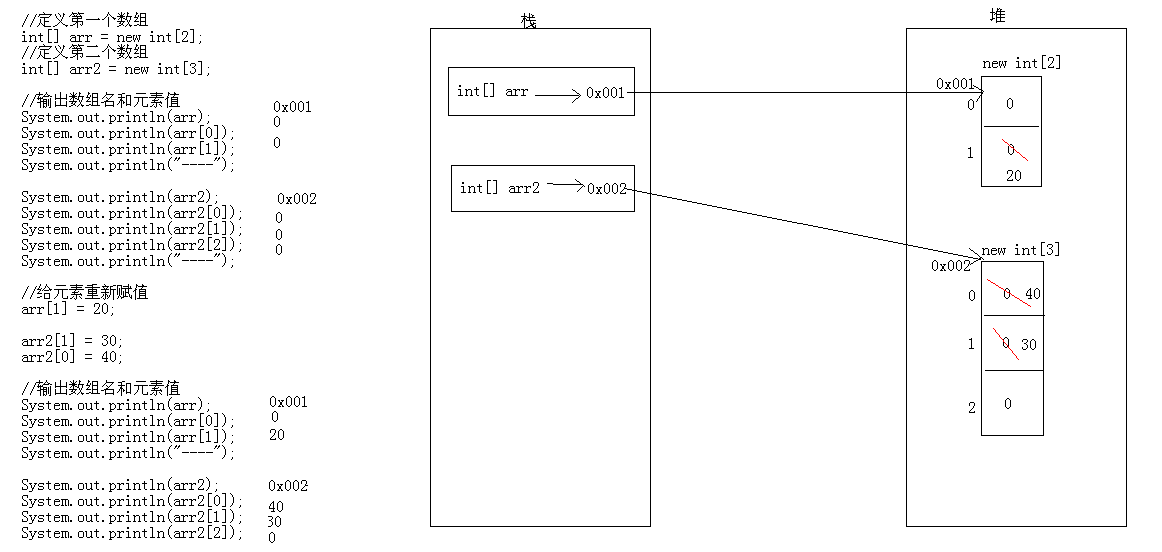 //定义第一个数组
int[] arr = new int[2];
//定义第二个数组
int[] arr2 = new int[3];
//输出数组名和元素值
System.out.println(arr); 0x001
System.out.println(arr[0]); 0
System.out.println(arr[1]); 0
System.out.println("----");
System.out.println(arr2); 0x002
System.out.println(arr2[0]); 0
System.out.println(arr2[1]); 0
System.out.println(arr2[2]); 0
System.out.println("----");
//给元素重新赋值
arr[1] = 20;
arr2[1] = 30;
arr2[0] = 40;
//输出数组名和元素值
System.out.println(arr); 0x001
System.out.println(arr[0]); 0
System.out.println(arr[1]); 20
System.out.println("----");
System.out.println(arr2); 0x002
System.out.println(arr2[0]); 40
System.out.println(arr2[1]); 30
System.out.println(arr2[2]); 0
栈
int[] arr 0x001
int[] arr2 0x002
堆
new int[2]
0x001
0 0
1 0
20
new int[3]
0x002
0 0 40
1 0 30
2 0